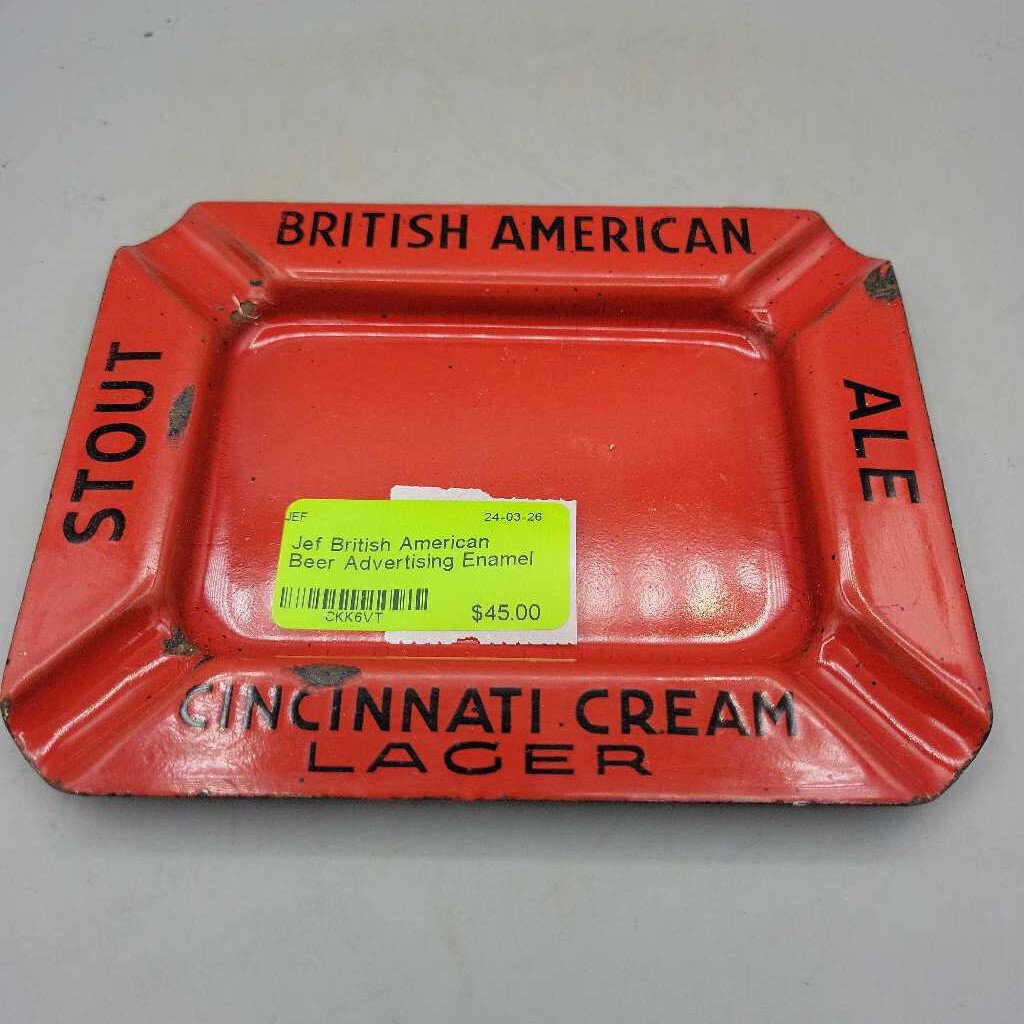 BRITISH AMERICAN
STOUT
ALE
JEF 24-03-26
Jef British American
Beer Advertising Enamel
CKK6VT $45.00
CINCINNATI CREAM
LAGER